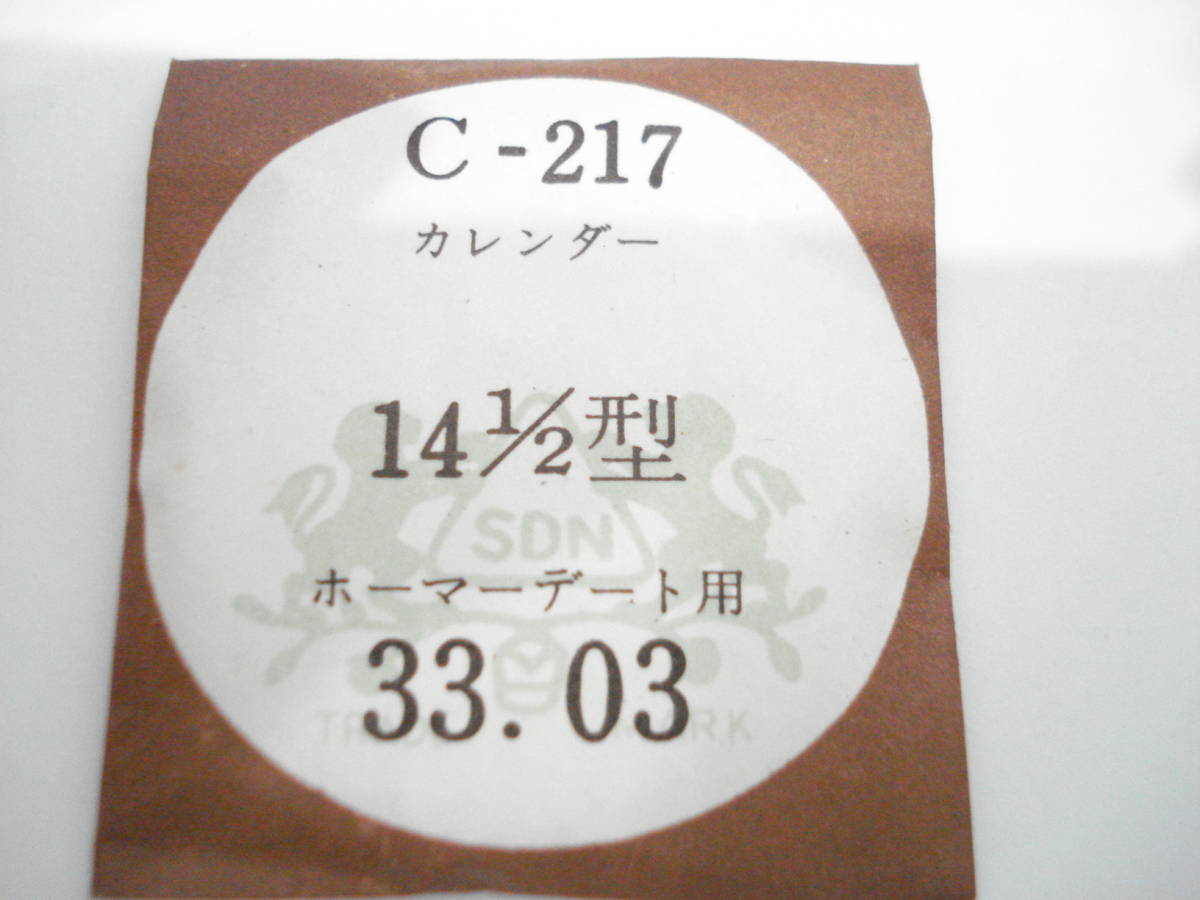 C-217
カレンダー
14½型
SDN
ホーマーデート用
33.03